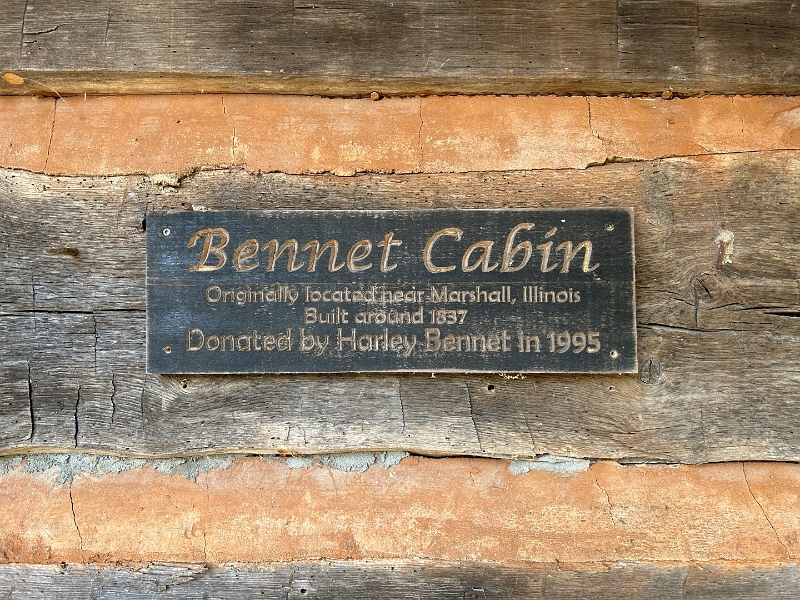 Bennet Cabin
Originally located near Marshall, Illinois
Built around 1837
Donated by Harley Bennet in 1995